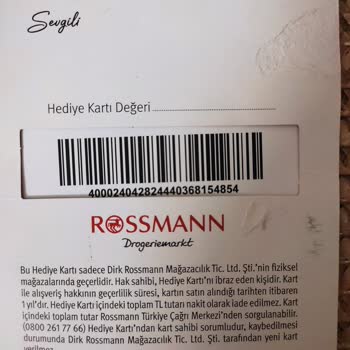 Sevgili
Hediye Kartı Değeri
4000240428244403681548​54
ROSSMANN
Drogeriemarkt
Bu Hediye Kartı sadece Dirk Rossmann Mağazacılık Tic. Ltd. Şti.'nin fiziksel
mağazalarında geçerlidir. Hak sahibi, Hediye Kartı'nı ibraz eden kişidir. Kart
ile alışveriş hakkının geçerlilik süresi, kartın satın alındığı tarihten itibaren
1 yıl'dır. Hediye Kartı içindeki toplam TL tutarı nakit olarak iade edilmez. Kart
içindeki toplam tutar Rossmann Türkiye Çağrı Merkezi'nden sorgulanabilir.
(0800 261 77 66) Hediye Kartı'ndan kart sahibi sorumludur, kaybedilmesi
durumunda Dirk Rossmann Mağazacılık Tic. Ltd. Şti. tarafından yeni kart
verilmez.